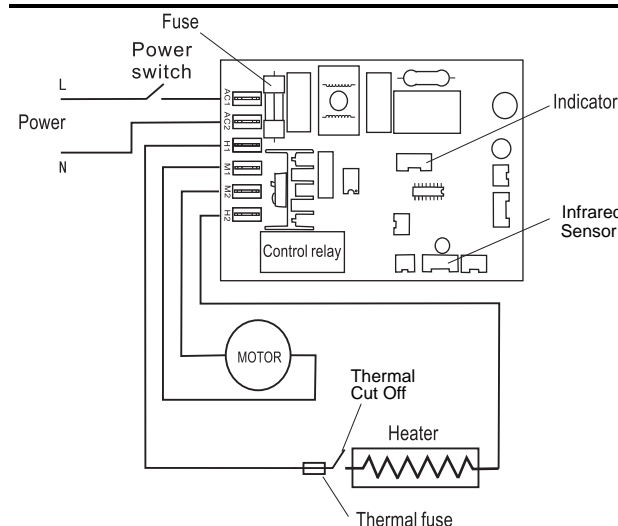 Fuse
Power
switch
L
Power
N
AC1
AC2
H1
M1
M2
H2
Indicator
Infrared
Sensor
Control relay
MOTOR
Thermal
Cut Off
Heater
Thermal fuse